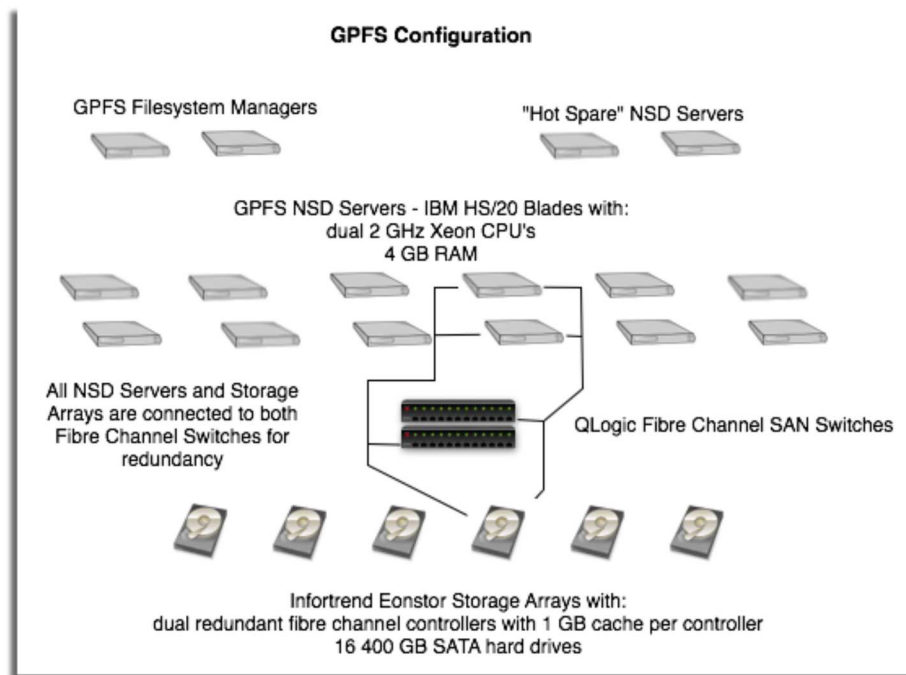 GPFS Configuration
GPFS Filesystem Managers
"Hot Spare" NSD Servers
GPFS NSD Servers - IBM HS/20 Blades with:
dual 2 GHz Xeon CPU's
4 GB RAM
All NSD Servers and Storage
Arrays are connected to both
Fibre Channel Switches for
redundancy
QLogic Fibre Channel SAN Switches
Infortrend Eonstor Storage Arrays with:
dual redundant fibre channel controllers with 1 GB cache per controller
16 400 GB SATA hard drives